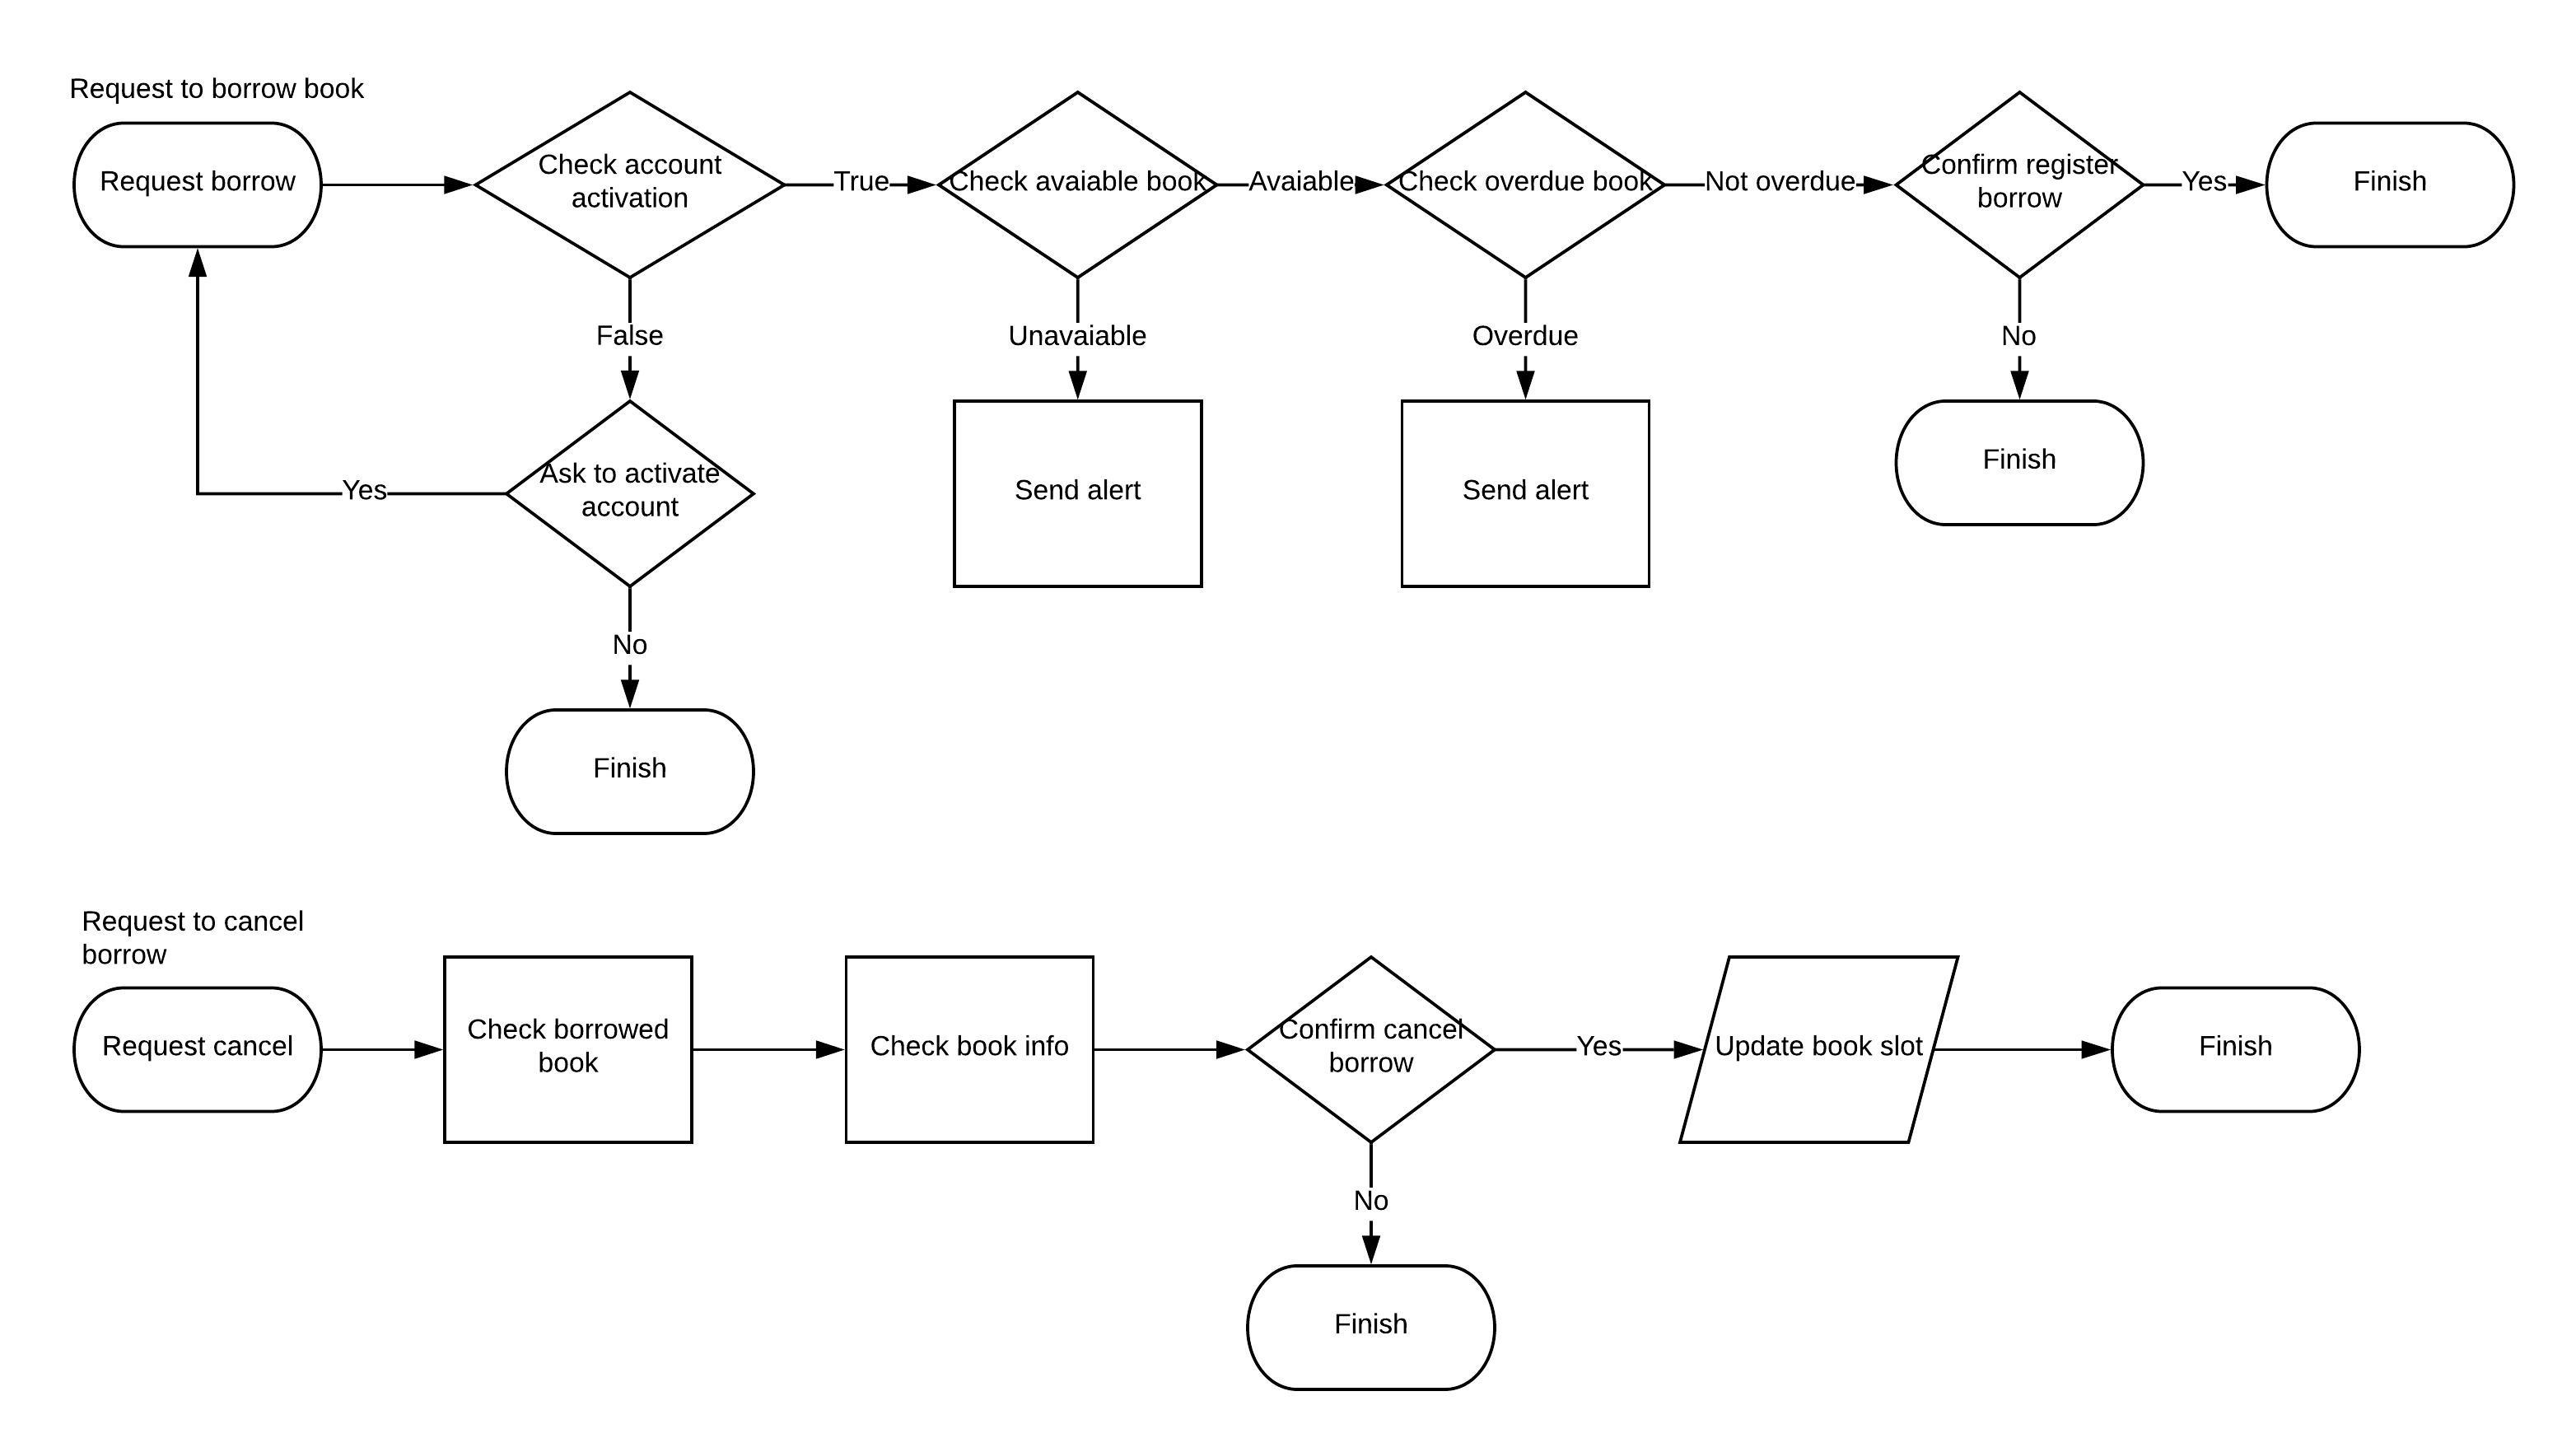 Request to borrow book
Request borrow
Check account
activation
True
Check avaiable book
Avaiable
Check overdue book
Not overdue
Confirm register
borrow
Yes
Finish
False
Unavaiable
Overdue
No
Yes
Ask to activate
account
Send alert
Send alert
Finish
No
Finish
Request to cancel
borrow
Request cancel
Check borrowed
book
Check book info
Confirm cancel
borrow
Yes
Update book slot
Finish
No
Finish